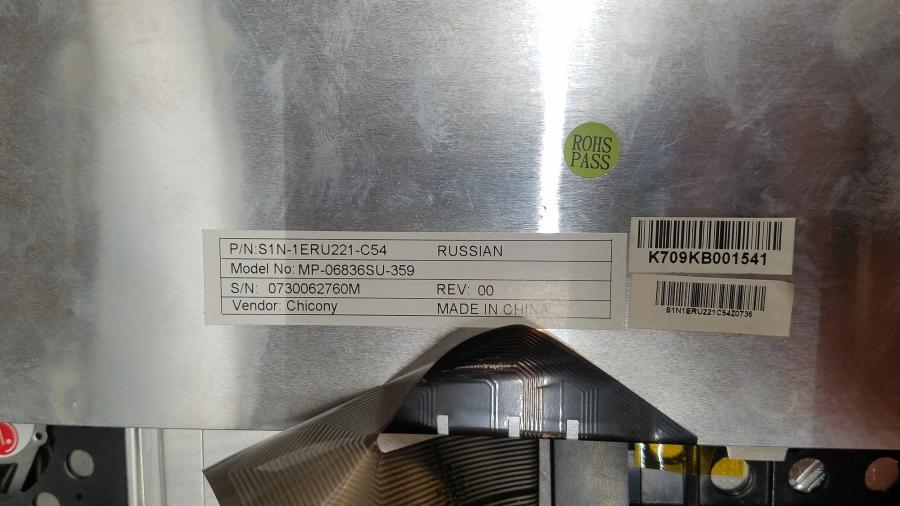 ROHS
PASS
P/N:S1N-1ERU221-C54 RUSSIAN
Model No: MP-06836SU-359
S/N: 0730062760M REV: 00
Vendor: Chicony MADE IN CHINA
K709KB001541
S1N1ERU221C54Z0736